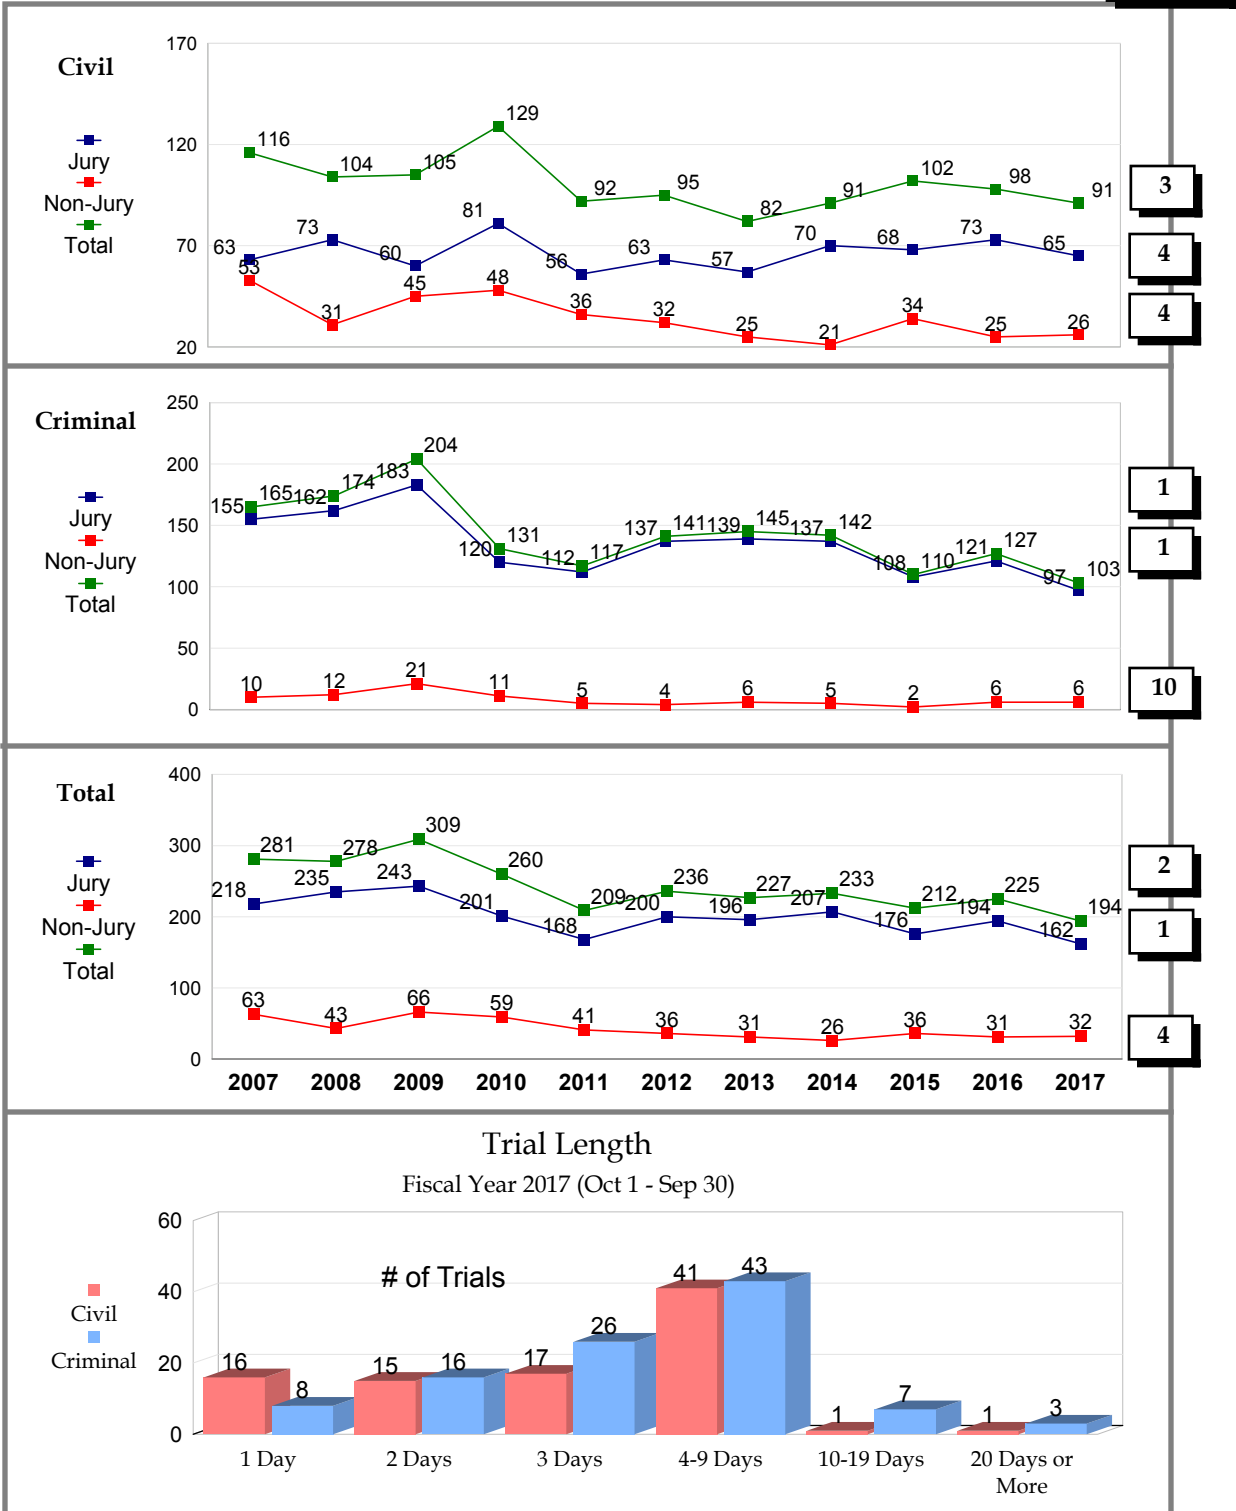 Civil
Jury
Non-Jury
Total
170
120
70
20
116 104 105 129 92 95 82 91 102 98 91
63 73 60 81 56 63 57 70 68 73 65
53 31 45 48 36 32 25 21 34 25 26
3
4
4
Criminal
Jury
Non-Jury
Total
250
200
150
100
50
0
165 174 204 131 117 141 145 142 110 127 103
155 162 183 120 112 137 139 137 108 121 97
10 12 21 11 5 4 6 5 2 6 6
1
1
10
Total
Jury
Non-Jury
Total
400
300
200
100
0
281 278 309 260 209 236 227 233 212 225 194
218 235 243 201 168 200 196 207 176 194 162
63 43 66 59 41 36 31 26 36 31 32
2
1
4
2007 2008 2009 2010 2011 2012 2013 2014 2015 2016 2017
Trial Length
Fiscal Year 2017 (Oct 1 - Sep 30)
# of Trials
Civil
Criminal
60
40
20
0
16 8 15 16 17 26 41 43 1 7 1 3
1 Day 2 Days 3 Days 4-9 Days 10-19 Days 20 Days or
More